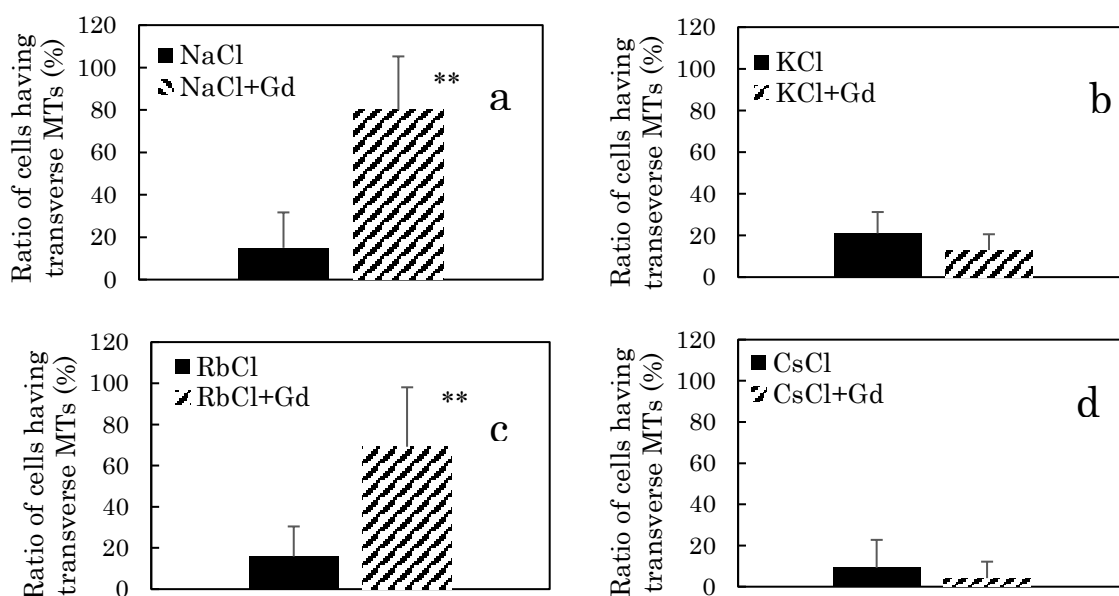 Ratio of cells having
transverse MTs (%)
120
100
80
60
40
20
0
NaCl
NaCl+Gd
**
a
Ratio of cells having
transeverse MTs (%)
120
100
80
60
40
20
0
KCl
KCl+Gd
b
Ratio of cells having
transverse MTs (%)
120
100
80
60
40
20
0
RbCl
RbCl+Gd
**
c
Ratio of cells having
transverse MTs (%)
120
100
80
60
40
20
0
CsCl
CsCl+Gd
d